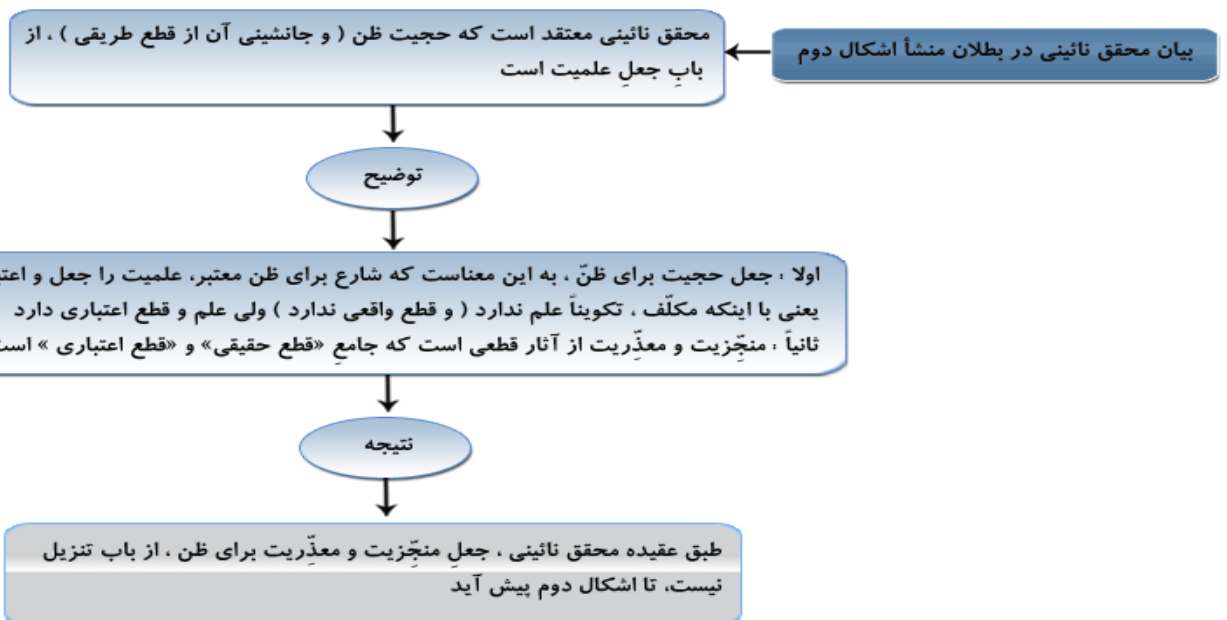 بیان محقق نائینی در بطلان منشأ اشکال دوم
محقق نائینی معتقد است که حجیت ظن ( و جانشینی آن از قطع طریقی ) ، از
بابِ جعلِ علمیت است
توضیح
اولا : جعل حجیت برای ظنّ ، به این معناست که شارع برای ظن معتبر، علمیت را جعل و
یعنی با اینکه مکلّف ، تکویناً علم ندارد ( و قطع واقعی ندارد ) ولی علم و قطع اعتباری دارد
ثانیاً : منجّزیت و معذّریت از آثار قطعی است که جامعِ «قطع حقیقی» و «قطع اعتباری » است
نتیجه
طبق عقیده محقق نائینی ، جعلِ منجّزیت و معذّریت برای ظن ، از باب تنزیل
نیست، تا اشکال دوم پیش آید